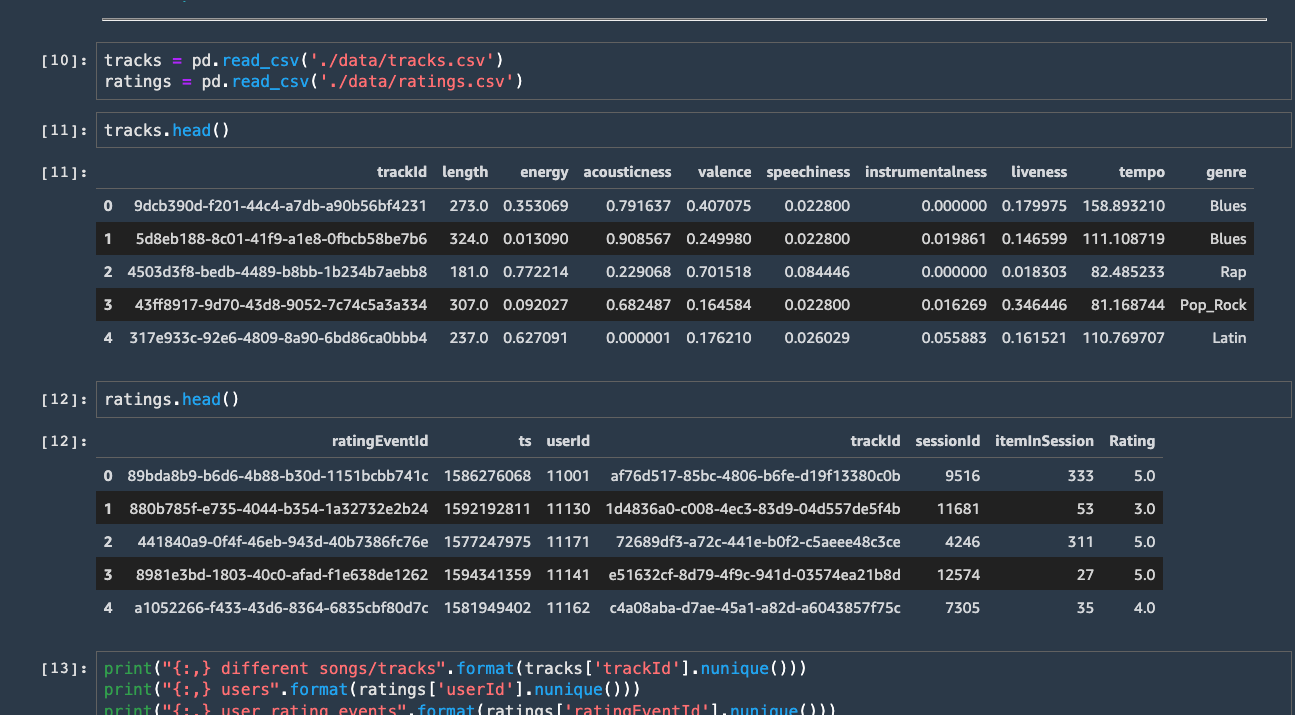 [10]: tracks = pd.read_csv('./data/tracks.csv')
ratings = pd.read_csv('./data/ratings.csv')
[11]: tracks.head()
[11]: trackId length energy acousticness valence speechiness instrumentalness liveness tempo genre
0 9dcb390d-f201-44c4-a7db-a90b56bf4231 273.0 0.353069 0.791637 0.407075 0.022800 0.000000 0.179975 158.893210 Blues
1 5d8eb188-8c01-41f9-a1e8-0fbcb58be7b6 324.0 0.013090 0.908567 0.249980 0.022800 0.019861 0.146599 111.108719 Blues
2 4503d3f8-bedb-4489-b8bb-1b234b7aebb8 181.0 0.772214 0.229068 0.701518 0.084446 0.000000 0.018303 82.485233 Rap
3 43ff8917-9d70-43d8-9052-7c74c5a3a334 307.0 0.092027 0.682487 0.164584 0.022800 0.016269 0.346446 81.168744 Pop_Rock
4 317e933c-92e6-4809-8a90-6bd86ca0bbb4 237.0 0.627091 0.000001 0.176210 0.026029 0.055883 0.161521 110.769707 Latin
[12]: ratings.head()
[12]: ratingEventId ts userId trackId sessionId itemInSession Rating
0 89bda8b9-b6d6-4b88-b30d-1151bcbb741c 1586276068 11001 af76d517-85bc-4806-b6fe-d19f13380c0b 9516 333 5.0
1 880b785f-e735-4044-b354-1a32732e2b24 1592192811 11130 1d4836a0-c008-4ec3-83d9-04d557de5f4b 11681 53 3.0
2 441840a9-0f4f-46eb-943d-40b7386fc76e 1577247975 11171 72689df3-a72c-441e-b0f2-c5aeee48c3ce 4246 311 5.0
3 8981e3bd-1803-40c0-afad-f1e638de1262 1594341359 11141 e51632cf-8d79-4f9c-941d-03574ea21b8d 12574 27 5.0
4 a1052266-f433-43d6-8364-6835cbf80d7c 1581949402 11162 c4a08aba-d7ae-45a1-a82d-a6043857f75c 7305 35 4.0
[13]: print("{:,} different songs/tracks".format(tracks['trackId'].nunique()))
print("{:,} users".format(ratings['userId'].nunique()))
print("{:,} user rating events".format(ratings['ratingEventId'].nunique()))